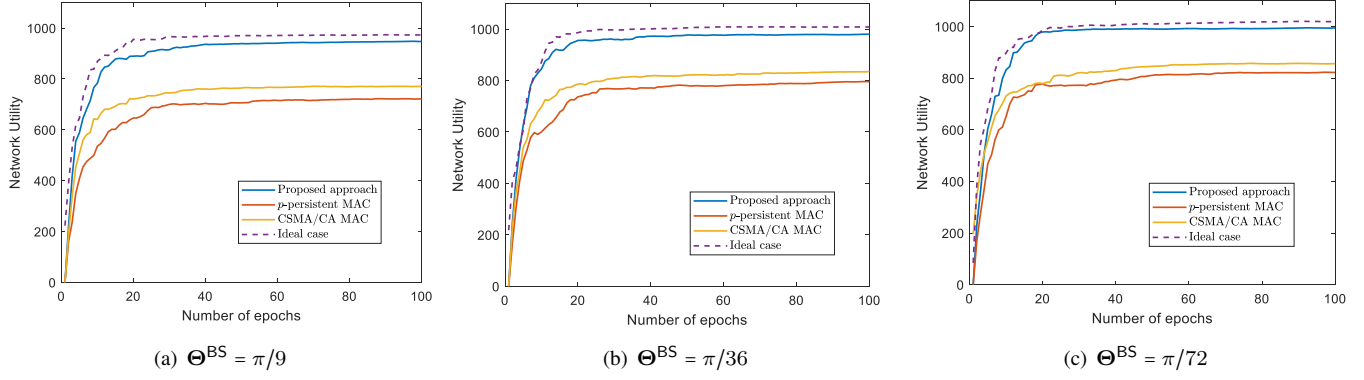 1000
800
600
400
200
0
Network Utility
Proposed approach
p-persistent MAC
CSMA/CA MAC
Ideal case
0 20 40 60 80 100
Number of epochs
(a) Θ^BS = π/9
1000
800
600
400
200
0
Network Utility
Proposed approach
p-persistent MAC
CSMA/CA MAC
Ideal case
0 20 40 60 80 100
Number of epochs
(b) Θ^BS = π/36
1000
800
600
400
200
0
Network Utility
Proposed approach
p-persistent MAC
CSMA/CA MAC
Ideal case
0 20 40 60 80 100
Number of epochs
(c) Θ^BS = π/72